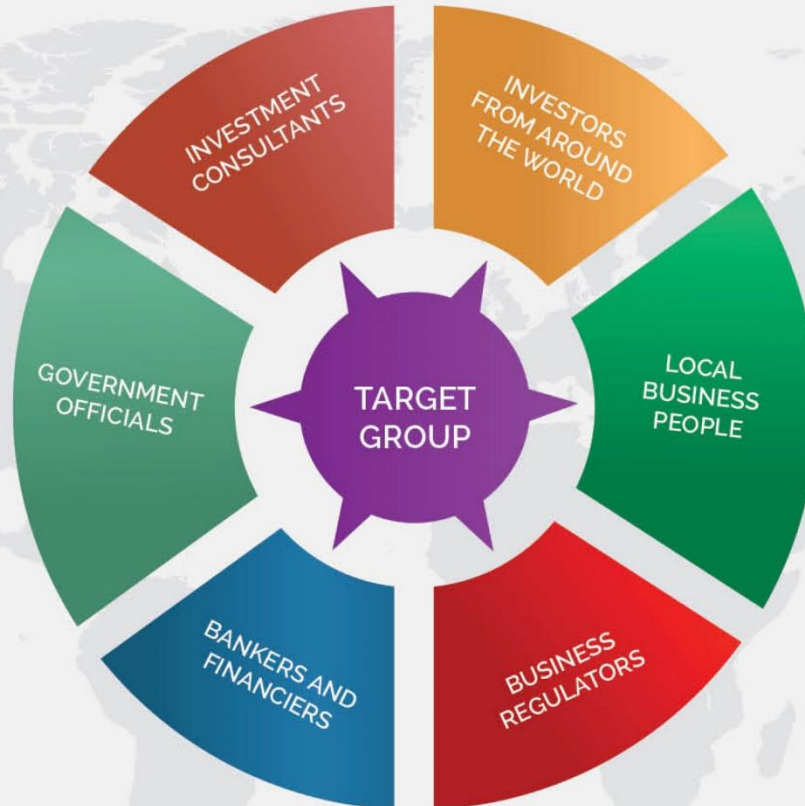 INVESTMENT
CONSULTANTS
INVESTORS
FROM AROUND
THE WORLD
GOVERNMENT
OFFICIALS
TARGET
GROUP
LOCAL
BUSINESS
PEOPLE
BANKERS AND
FINANCIERS
BUSINESS
REGULATORS